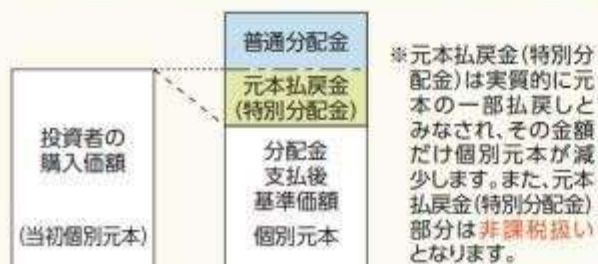 普通分配金
元本払戻金
(特別分配金)
投資者の
購入価額
(当初個別元本)
分配金
支払後
基準価額
個別元本
※元本払戻金(特別分
配金)は実質的に元
本の一部払戻しと
みなされ、その金額
だけ個別元本が減
少します。また、元本
払戻金(特別分配金)
部分は非課税扱い
となります。